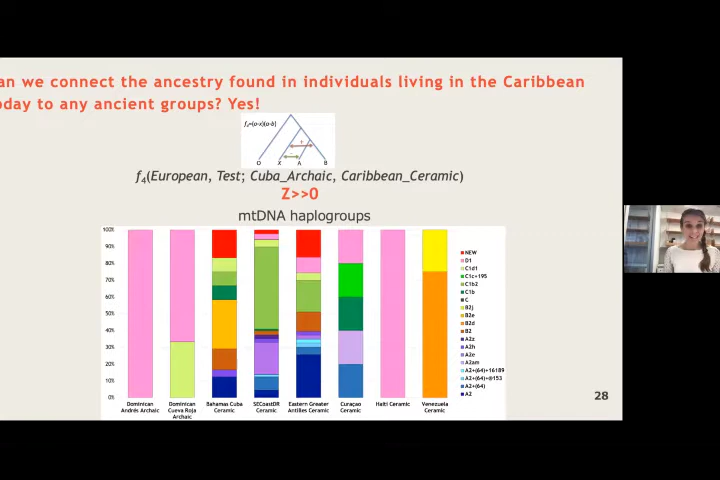 an we connect the ancestry found in individuals living in the Caribbean
oday to any ancient groups? Yes!
f₄=(o-x)(a-b)
+
-
O X A B
f₄(European, Test; Cuba_Archaic, Caribbean_Ceramic)
Z>>0
mtDNA haplogroups
100%
90%
80%
70%
60%
50%
40%
30%
20%
10%
0%
Dominican Andrés Archaic
Dominican Cueva Roja Archaic
Bahamas Cuba Ceramic
SECoastDR Ceramic
Eastern Greater Antilles Ceramic
Curaçao Ceramic
Haiti Ceramic
Venezuela Ceramic
NEW
D1
C1d1
C1c+195
C1b2
C1b
C
B2j
B2e
B2d
B2
A2z
A2h
A2e
A2am
A2+(64)+16189
A2+(64)+@153
A2+(64)
A2
28